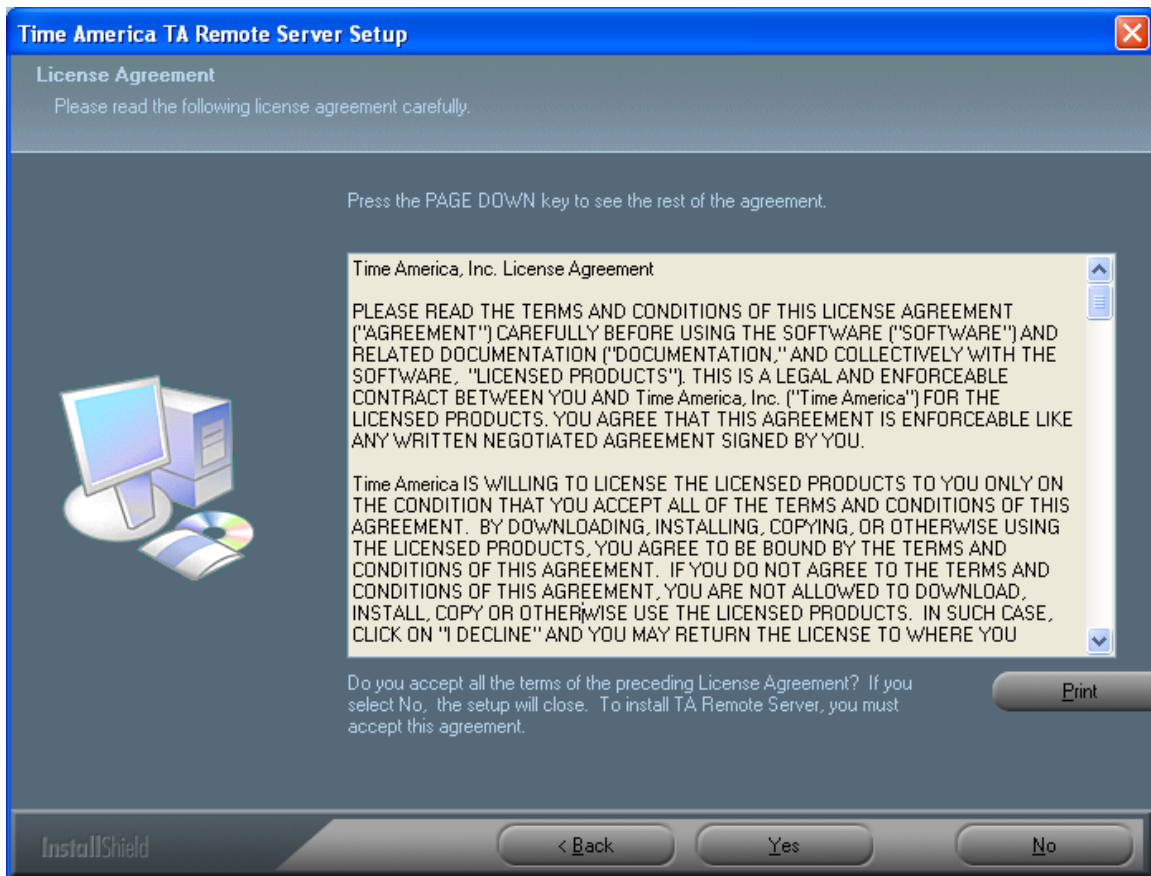 Time America TA Remote Server Setup
License Agreement
Please read the following license agreement carefully.
Press the PAGE DOWN key to see the rest of the agreement.
Time America, Inc. License Agreement
PLEASE READ THE TERMS AND CONDITIONS OF THIS LICENSE AGREEMENT
("AGREEMENT") CAREFULLY BEFORE USING THE SOFTWARE ("SOFTWARE") AND
RELATED DOCUMENTATION ("DOCUMENTATION," AND COLLECTIVELY WITH THE
SOFTWARE, "LICENSED PRODUCTS"). THIS IS A LEGAL AND ENFORCEABLE
CONTRACT BETWEEN YOU AND Time America, Inc. ("Time America") FOR THE
LICENSED PRODUCTS. YOU AGREE THAT THIS AGREEMENT IS ENFORCEABLE LIKE
ANY WRITTEN NEGOTIATED AGREEMENT SIGNED BY YOU.
Time America IS WILLING TO LICENSE THE LICENSED PRODUCTS TO YOU ONLY ON
THE CONDITION THAT YOU ACCEPT ALL OF THE TERMS AND CONDITIONS OF THIS
AGREEMENT. BY DOWNLOADING, INSTALLING, COPYING, OR OTHERWISE USING
THE LICENSED PRODUCTS, YOU AGREE TO BE BOUND BY THE TERMS AND
CONDITIONS OF THIS AGREEMENT. IF YOU DO NOT AGREE TO THE TERMS AND
CONDITIONS OF THIS AGREEMENT, YOU ARE NOT ALLOWED TO DOWNLOAD,
INSTALL, COPY OR OTHERWISE USE THE LICENSED PRODUCTS. IN SUCH CASE,
CLICK ON "I DECLINE" AND YOU MAY RETURN THE LICENSE TO WHERE YOU
Do you accept all the terms of the preceding License Agreement? If you
select No, the setup will close. To install TA Remote Server, you must
accept this agreement.
Print
InstallShield
< Back
Yes
No